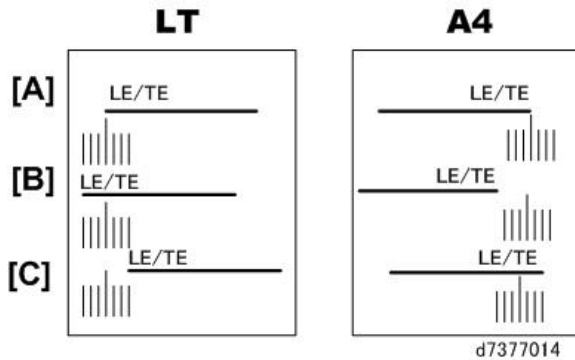 LT A4
[A] LE/TE LE/TE
[B] LE/TE LE/TE
[C] LE/TE LE/TE
d7377014